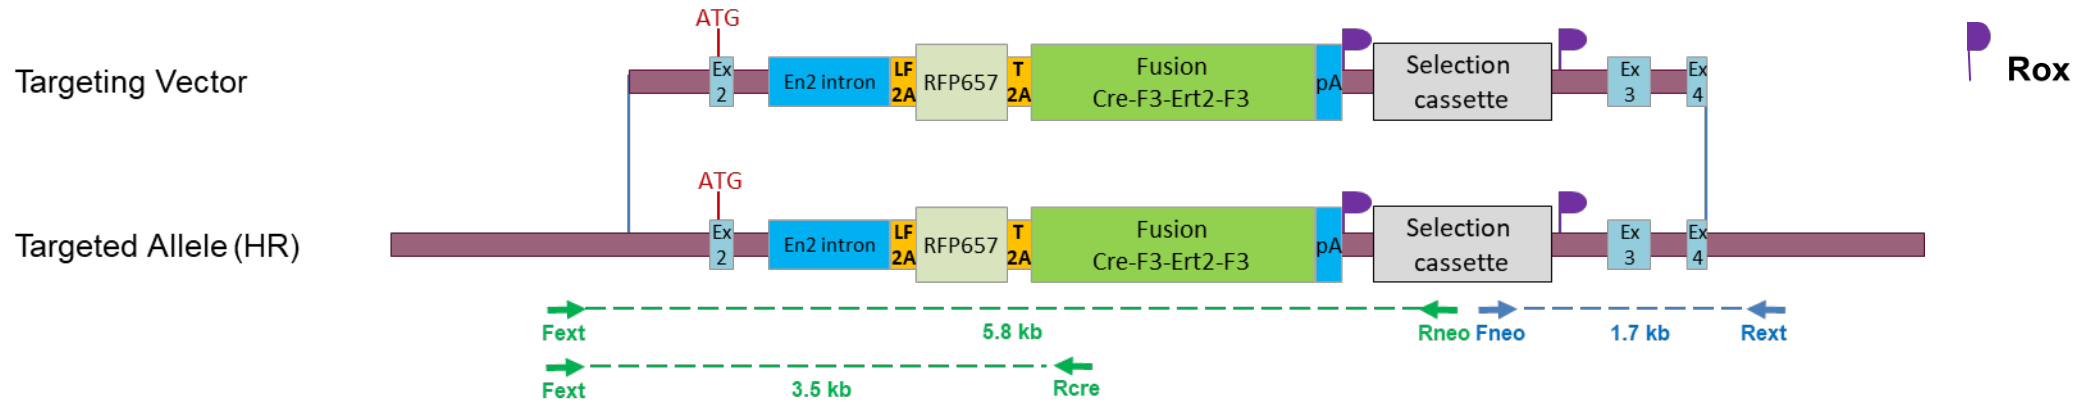 ATG
Targeting Vector
Ex
2
En2 intron
LF
2A
RFP657
T
2A
Fusion
Cre-F3-Ert2-F3
pA
Selection
cassette
Ex
3
Ex
4
Rox
ATG
Targeted Allele (HR)
Ex
2
En2 intron
LF
2A
RFP657
T
2A
Fusion
Cre-F3-Ert2-F3
pA
Selection
cassette
Ex
3
Ex
4
Fext
5.8 kb
Rneo
Fneo
1.7 kb
Rext
Fext
3.5 kb
Rcre